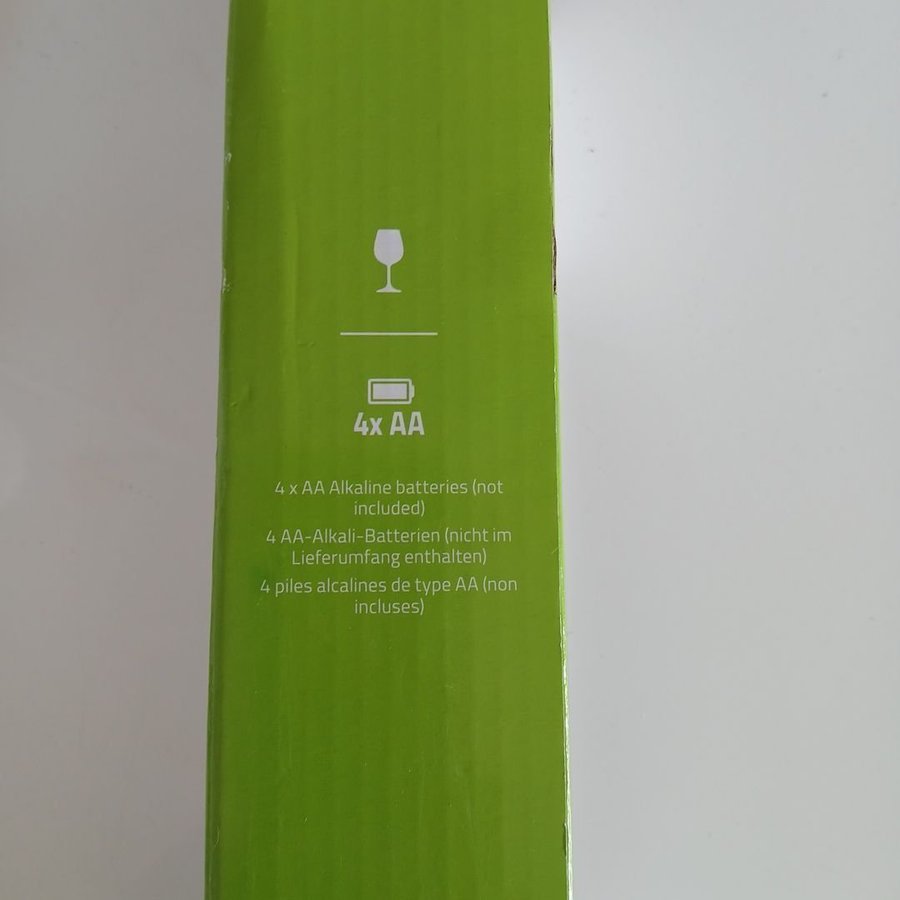 4x AA
4 x AA Alkaline batteries (not
included)
4 AA-Alkali-Batterien (nicht im
Lieferumfang enthalten)
4 piles alcalines de type AA (non
incluses)